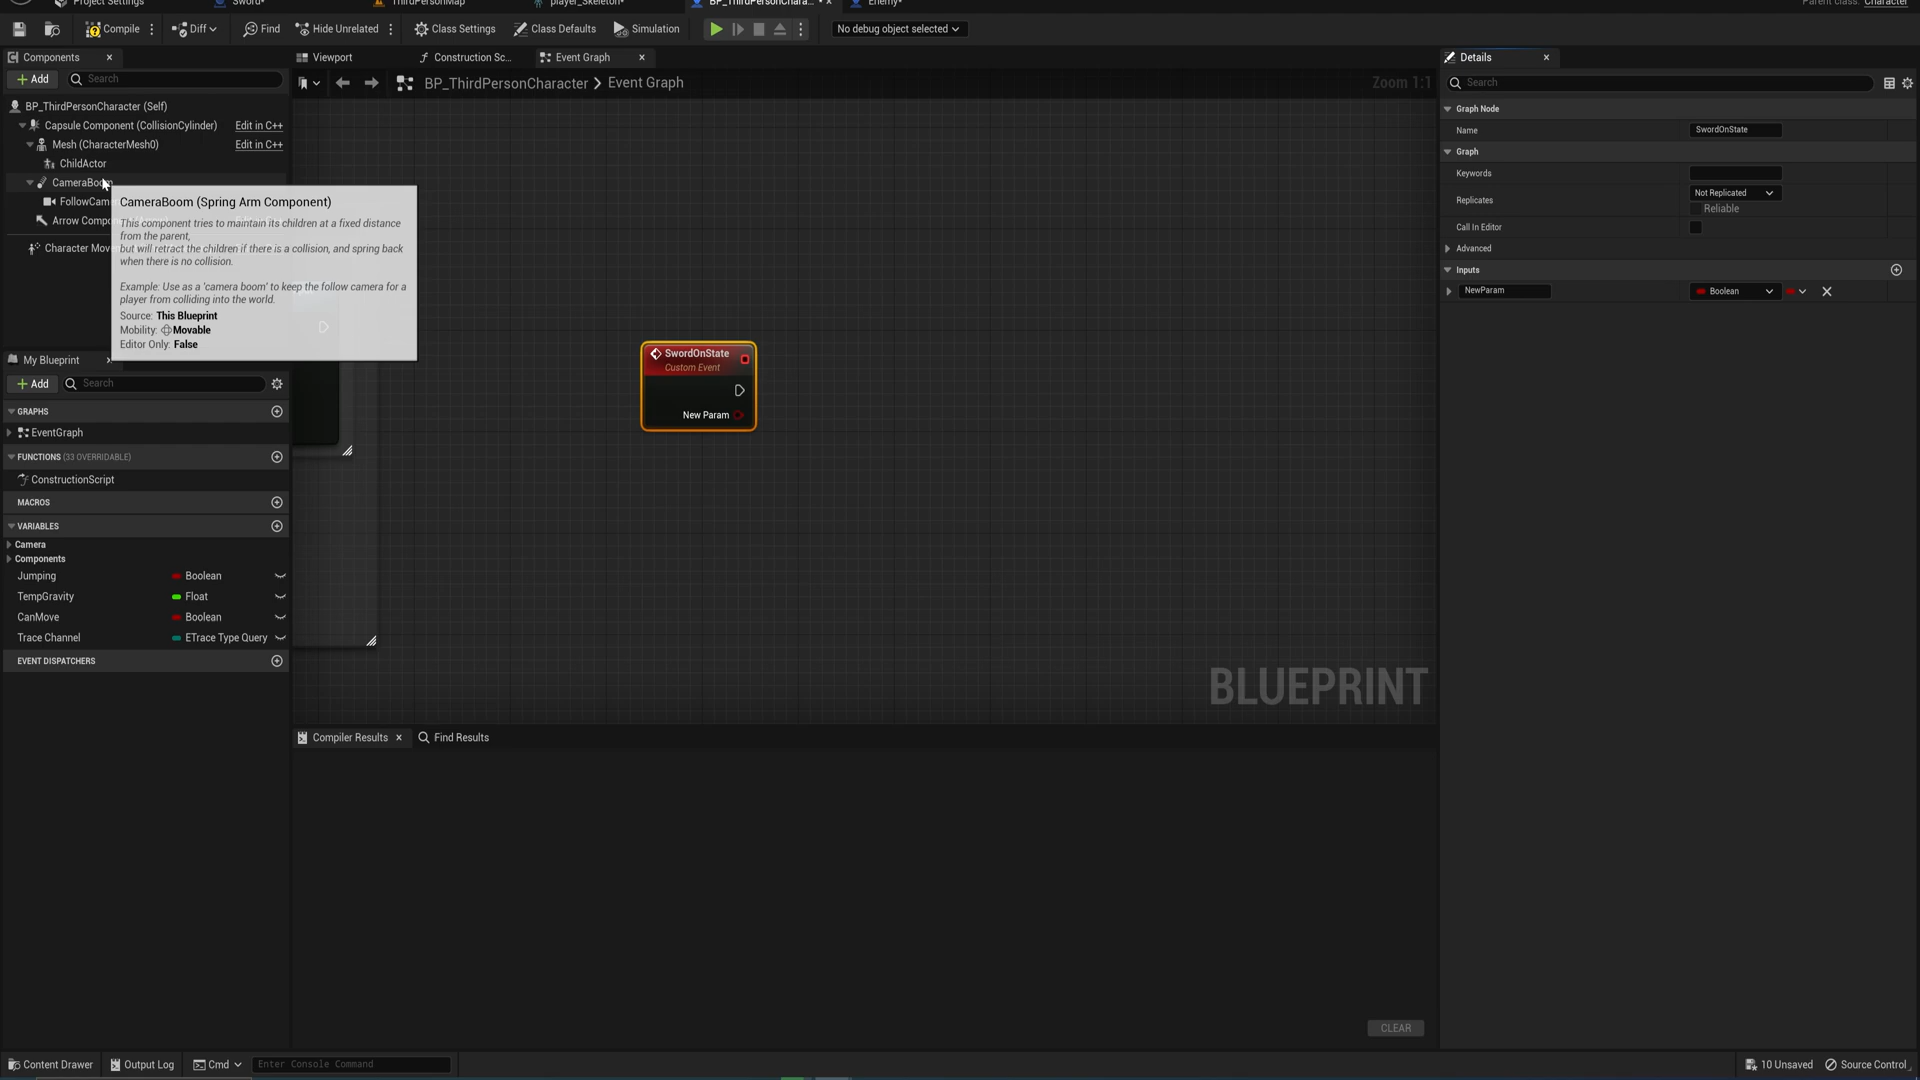 Project Settings
Sword*
ThirdPersonMap
player_Skeleton*
BP_ThirdPersonChara...*
Enemy*
Parent class: Character
Compile
Diff
Find
Hide Unrelated
Class Settings
Class Defaults
Simulation
No debug object selected
Components
Viewport
Construction Sc...
Event Graph
Details
Add
Search
BP_ThirdPersonCharacter > Event Graph
Zoom 1:1
Search
BP_ThirdPersonCharacter (Self)
Capsule Component (CollisionCylinder) Edit in C++
Mesh (CharacterMesh0) Edit in C++
ChildActor
CameraBoom
FollowCam
Arrow Compo
Character Mov
CameraBoom (Spring Arm Component)
This component tries to maintain its children at a fixed distance
from the parent,
but will retract the children if there is a collision, and spring back
when there is no collision.
Example: Use as a 'camera boom' to keep the follow camera for a
player from colliding into the world.
Source: This Blueprint
Mobility: Movable
Editor Only: False
My Blueprint
Add
Search
GRAPHS
EventGraph
FUNCTIONS (33 OVERRIDABLE)
ConstructionScript
MACROS
VARIABLES
Camera
Components
Jumping Boolean
TempGravity Float
CanMove Boolean
Trace Channel ETrace Type Query
EVENT DISPATCHERS
SwordOnState
Custom Event
New Param
BLUEPRINT
Graph Node
Name SwordOnState
Graph
Keywords
Replicates Not Replicated
Reliable
Call In Editor
Advanced
Inputs
NewParam Boolean
Compiler Results
Find Results
CLEAR
Content Drawer
Output Log
Cmd
Enter Console Command
10 Unsaved
Source Control